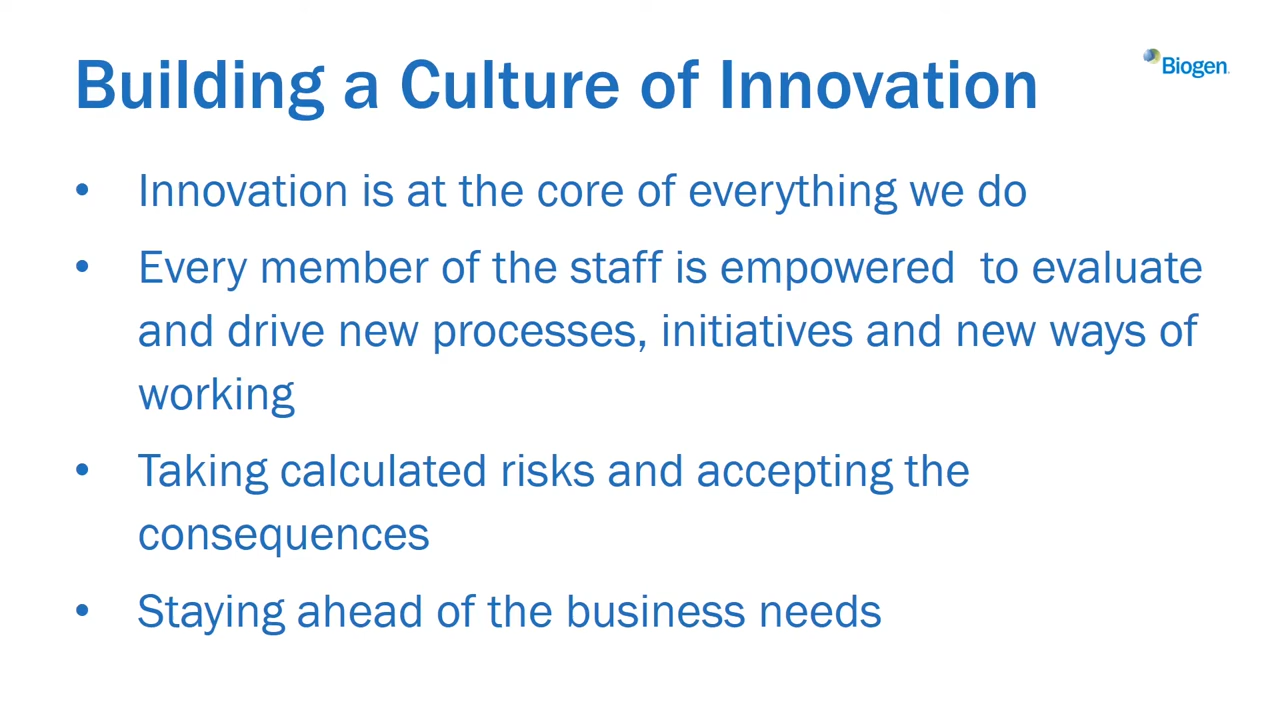 Building a Culture of Innovation
Biogen
• Innovation is at the core of everything we do
• Every member of the staff is empowered  to evaluate
and drive new processes, initiatives and new ways of
working
• Taking calculated risks and accepting the
consequences
• Staying ahead of the business needs